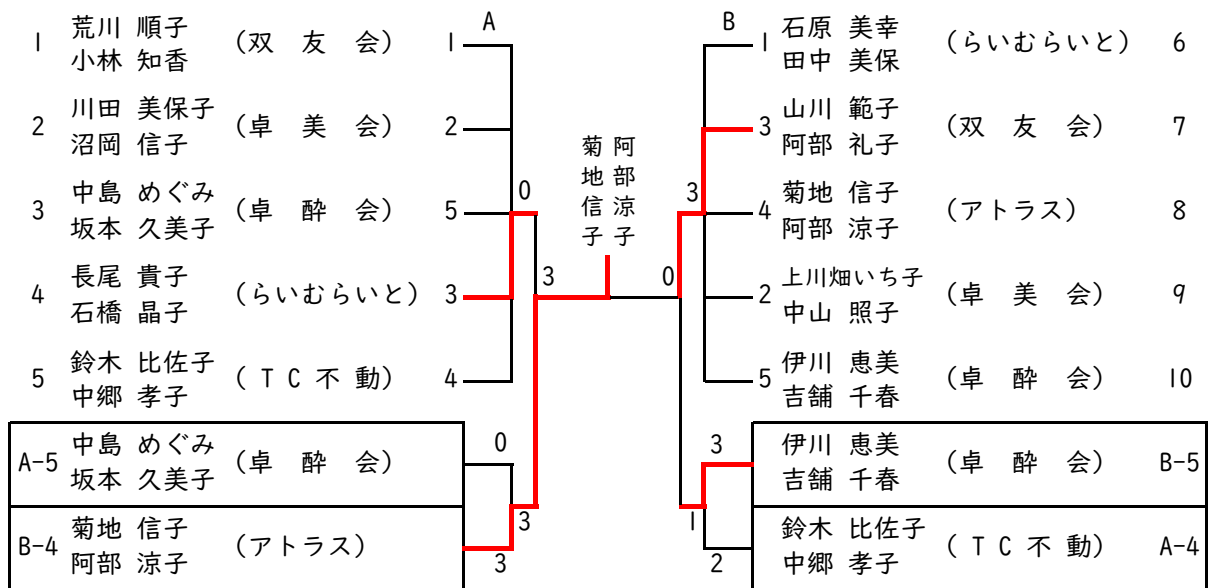 A
B
1 荒川 順子 小林 知香 (双 友 会) 1
2 川田 美保子 沼岡 信子 (卓 美 会) 2
3 中島 めぐみ 坂本 久美子 (卓 酔 会) 5
4 長尾 貴子 石橋 晶子 (らいむらいと) 3
5 鈴木 比佐子 中郷 孝子 (TC不動) 4
A-5 中島 めぐみ 坂本 久美子 (卓 酔 会) 0
B-4 菊地 信子 阿部 涼子 (アトラス) 3
0
3
3
菊地信子
阿部涼子
3
0
1
1 石原 美幸 田中 美保 (らいむらいと) 6
3 山川 範子 阿部 礼子 (双 友 会) 7
4 菊地 信子 阿部 涼子 (アトラス) 8
2 上川畑いち子 中山 照子 (卓 美 会) 9
5 伊川 恵美 吉舗 千春 (卓 酔 会) 10
3 伊川 恵美 吉舗 千春 (卓 酔 会) B-5
2 鈴木 比佐子 中郷 孝子 (TC不動) A-4